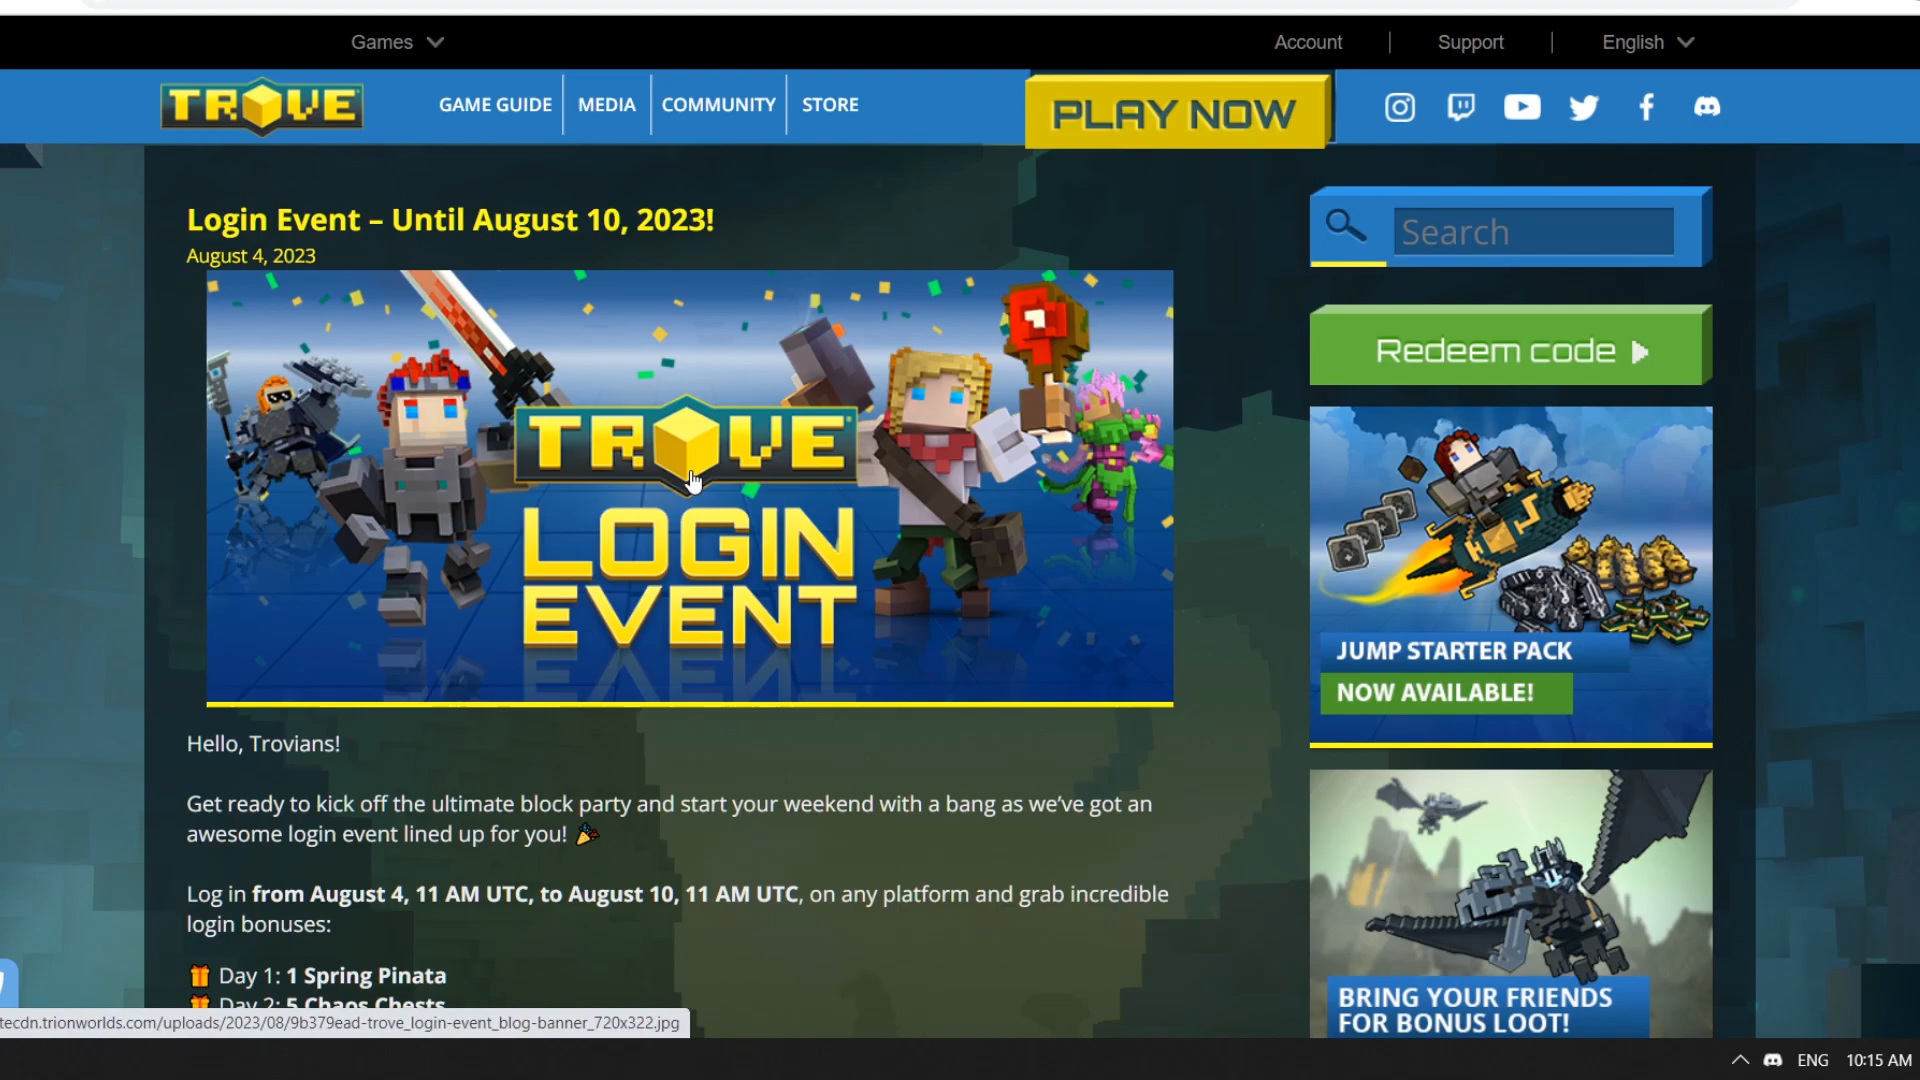 Games
Account
Support
English
TROVE
GAME GUIDE
MEDIA
COMMUNITY
STORE
PLAY NOW
Login Event – Until August 10, 2023!
August 4, 2023
Search
Redeem code
TROVE
LOGIN
EVENT
JUMP STARTER PACK
NOW AVAILABLE!
Hello, Trovians!
Get ready to kick off the ultimate block party and start your weekend with a bang as we've got an
awesome login event lined up for you!
Log in from August 4, 11 AM UTC, to August 10, 11 AM UTC, on any platform and grab incredible
login bonuses:
Day 1: 1 Spring Pinata
Day 2: 5 Chaos Chests
BRING YOUR FRIENDS
FOR BONUS LOOT!
tecdn.trionworlds.com/uploads/2023/08/9b379ead-trove_login-event_blog-banner_720x322.jpg
ENG
10:15 AM